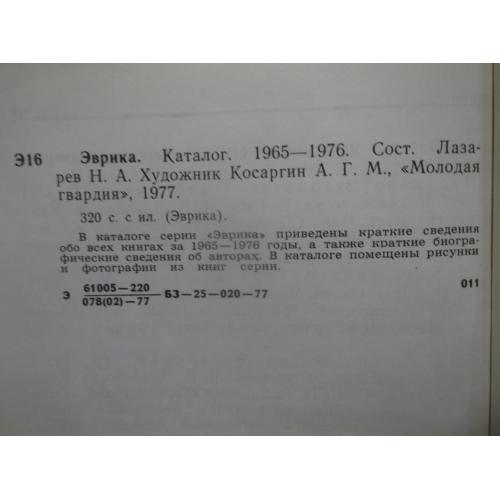 Э16 Эврика. Каталог. 1965—1976. Сост. Лаза-
рев Н. А. Художник Косаргин А. Г. М., «Молодая
гвардия», 1977.
320 с. с ил. (Эврика).
В каталоге серии «Эврика» приведены краткие сведения
обо всех книгах за 1965—1976 годы, а также краткие биогра-
фические сведения об авторах. В каталоге помещены рисунки
и фотографии из книг серии.
Э 61005—220
078(02)—77 БЗ—25—020—77 011